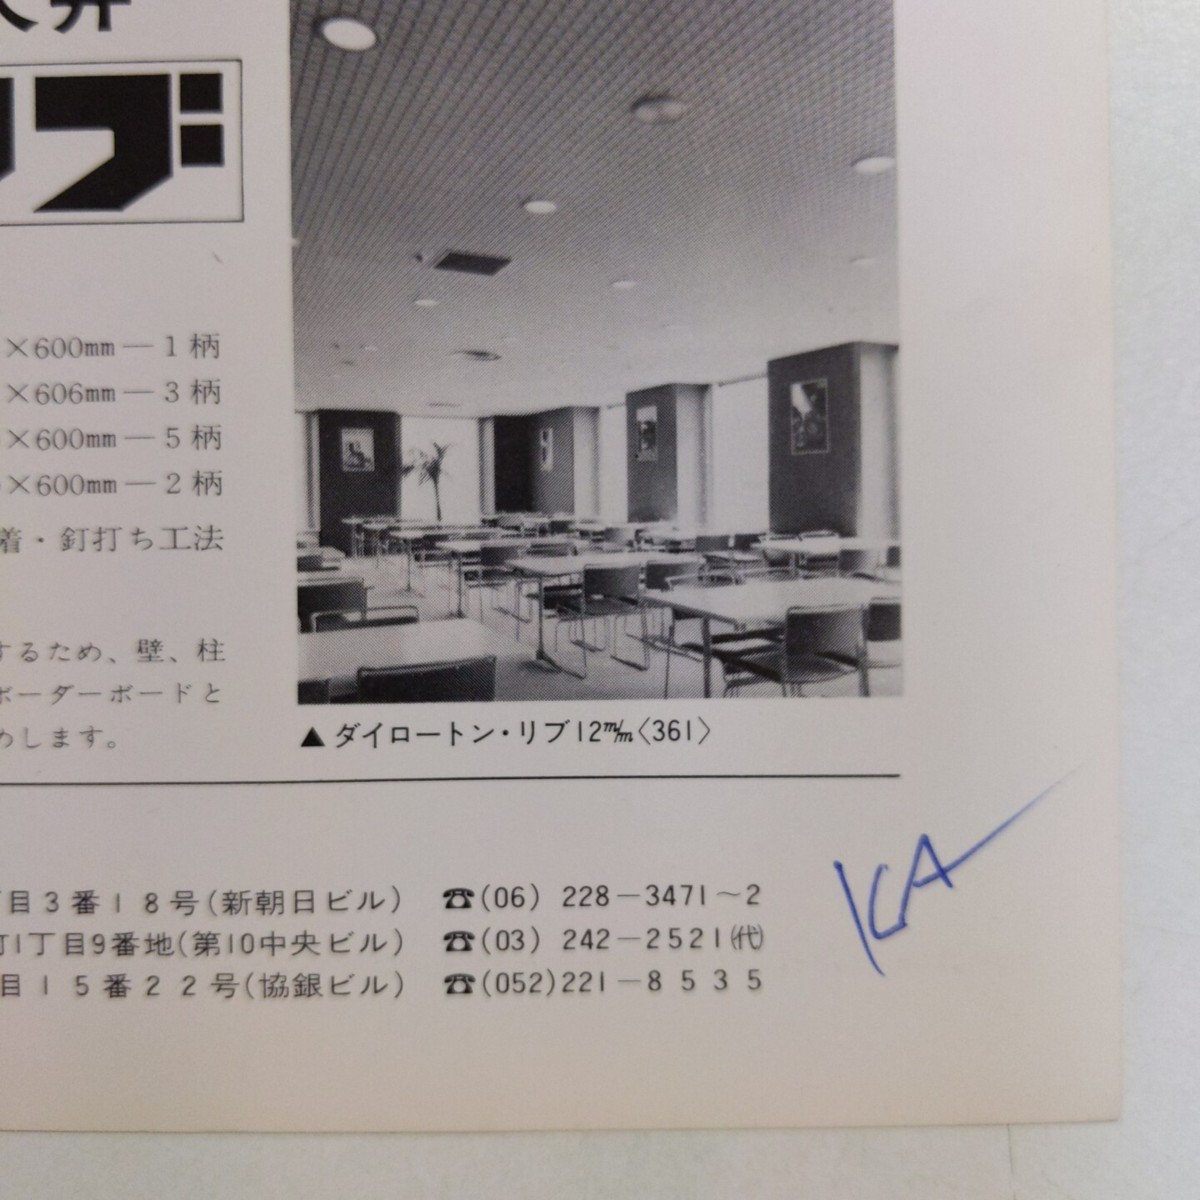 天井
リブ
×600mm—1柄
×606mm—3柄
×600mm—5柄
×600mm—2柄
着・釘打ち工法
するため、壁、柱
ボーダーボードと
めします。
▲ダイロートン・リブ12m/m〈361〉
目3番18号(新朝日ビル) ☎(06) 228-3471~2
町1丁目9番地(第10中央ビル) ☎(03) 242-2521㈹
目15番22号(協銀ビル) ☎(052)221-8535